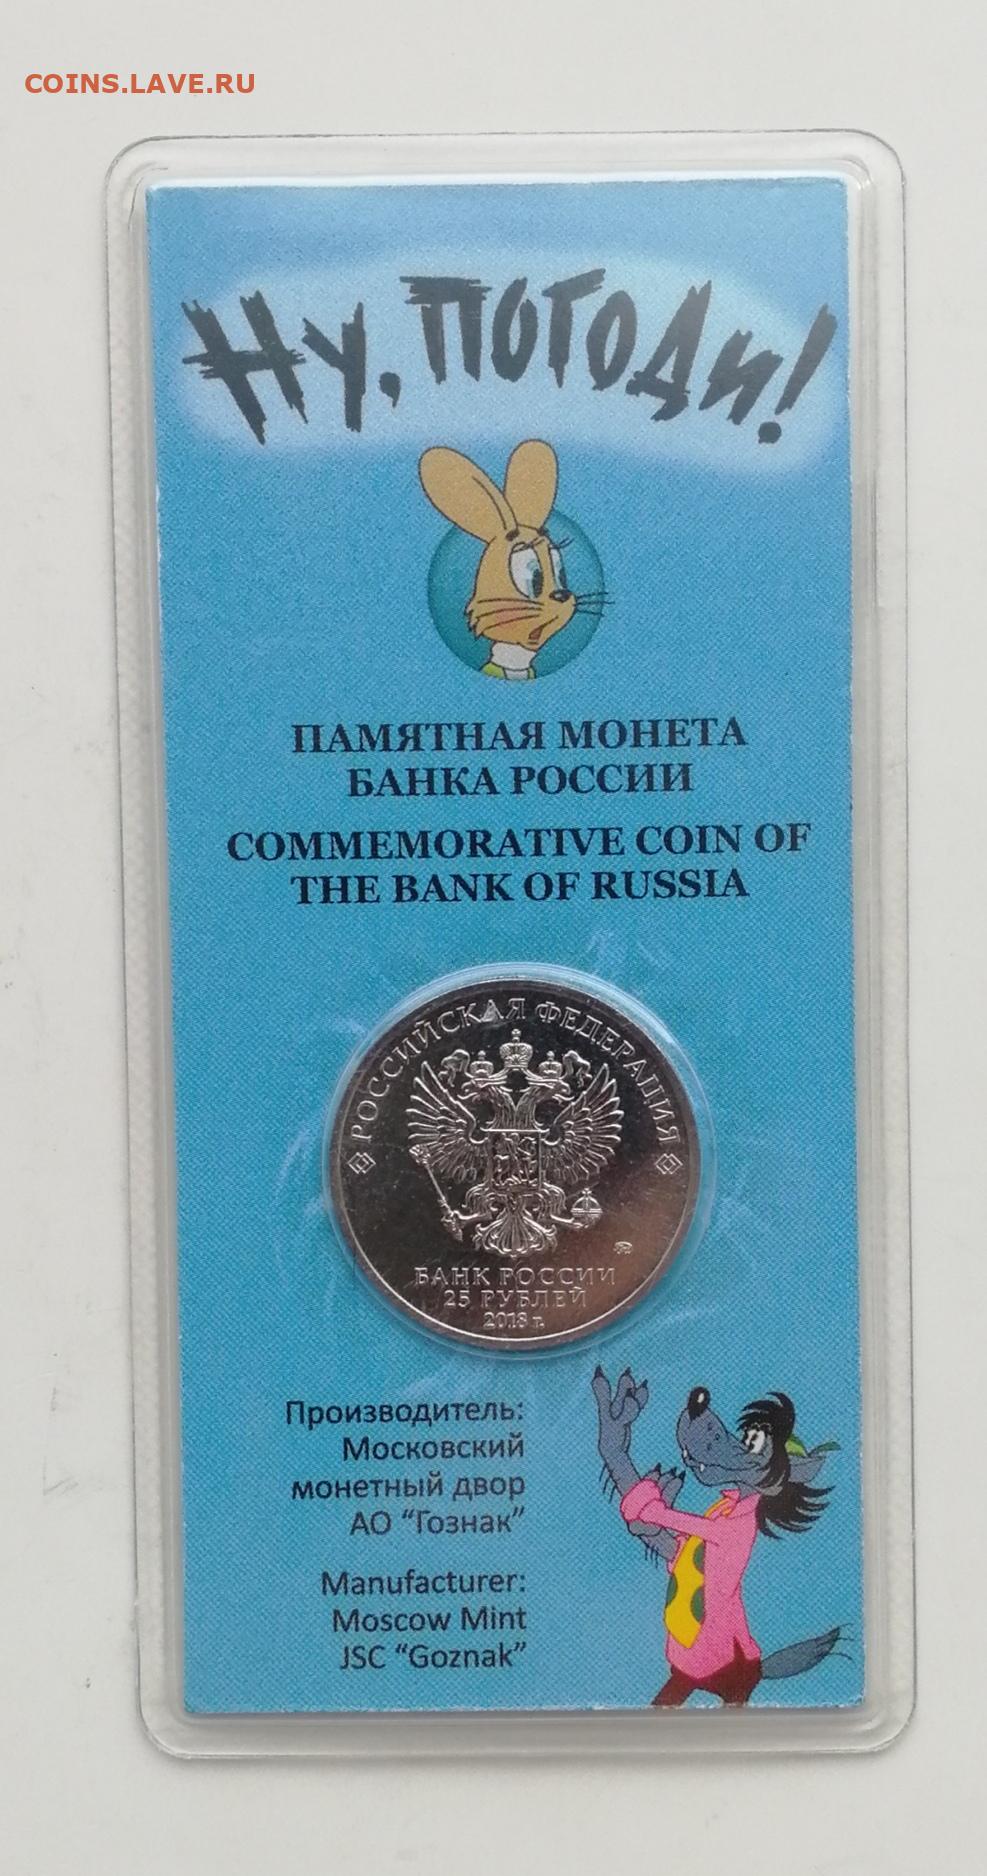 COINS.LAVE.RU
Ну, погоди!
ПАМЯТНАЯ МОНЕТА
БАНКА РОССИИ
COMMEMORATIVE COIN OF
THE BANK OF RUSSIA
РОССИЙСКАЯ ФЕДЕРАЦИЯ
БАНК РОССИИ
25 РУБЛЕЙ
2018 г.
Производитель:
Московский
монетный двор
АО “Гознак”
Manufacturer:
Moscow Mint
JSC “Goznak”